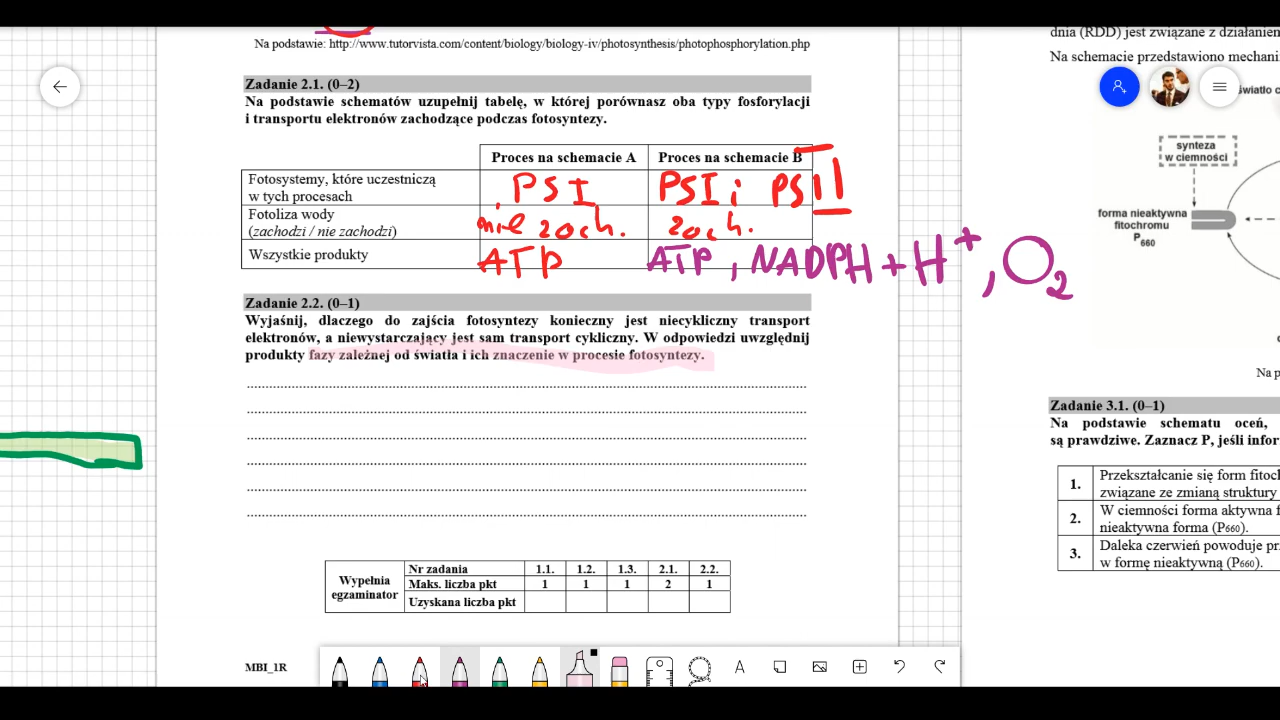 Na podstawie: http://www.tutorvista.com/content/biology/biology-iv/photosynthesis/photophosphorylation.php
Zadanie 2.1. (0–2)
Na podstawie schematów uzupełnij tabelę, w której porównasz oba typy fosforylacji
i transportu elektronów zachodzące podczas fotosyntezy.
Proces na schemacie A
Proces na schemacie B
Fotosystemy, które uczestniczą
w tych procesach
PSI
PSI i PSII
Fotoliza wody
(zachodzi / nie zachodzi)
nie zach.
zach.
Wszystkie produkty
ATP
ATP, NADPH + H+, O2
Zadanie 2.2. (0–1)
Wyjaśnij, dlaczego do zajścia fotosyntezy konieczny jest niecykliczny transport
elektronów, a niewystarczający jest sam transport cykliczny. W odpowiedzi uwzględnij
produkty fazy zależnej od światła i ich znaczenie w procesie fotosyntezy.
Wypełnia
egzaminator
Nr zadania 1.1. 1.2. 1.3. 2.1. 2.2.
Maks. liczba pkt 1 1 1 2 1
Uzyskana liczba pkt
MBI_1R
dnia (RDD) jest związane z działaniem
Na schemacie przedstawiono mechani
światło c
synteza
w ciemności
forma nieaktywna
fitochromu
P660
Na p
Zadanie 3.1. (0–1)
Na podstawie schematu oceń,
są prawdziwe. Zaznacz P, jeśli infor
1. Przekształcanie się form fitoch
związane ze zmianą struktury
2. W ciemności forma aktywna f
nieaktywna forma (P660).
3. Daleka czerwień powoduje prz
w formę nieaktywną (P660).
A